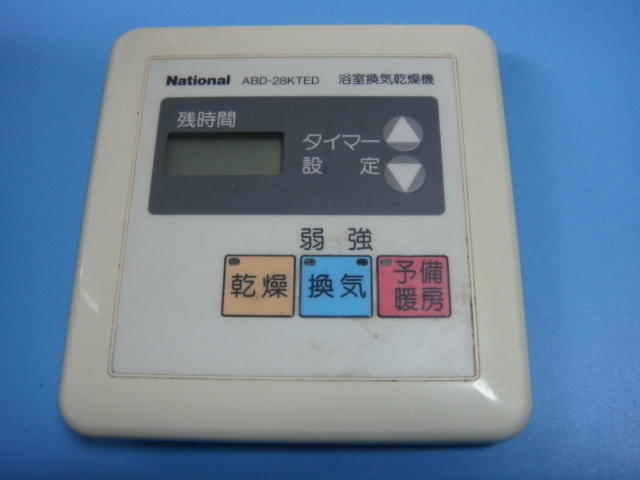 National ABD-28KTED 浴室換気乾燥機
残時間
タイマー
設 定
弱 強
乾燥 換気 予備
暖房